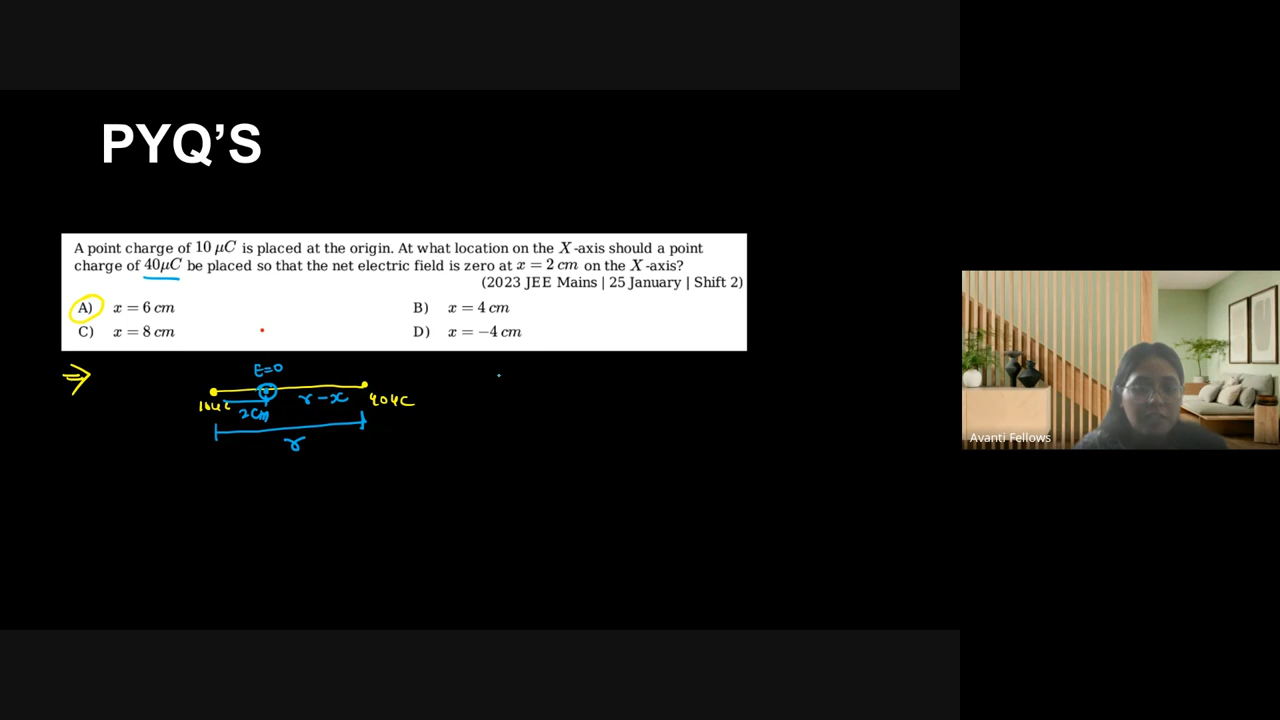 PYQ'S
A point charge of 10 μC is placed at the origin. At what location on the X-axis should a point
charge of 40μC be placed so that the net electric field is zero at x = 2 cm on the X-axis?
(2023 JEE Mains | 25 January | Shift 2)
A) x = 6 cm B) x = 4 cm
C) x = 8 cm D) x = −4 cm
E=0
10μC 2cm r-x 40μC
r
Avanti Fellows